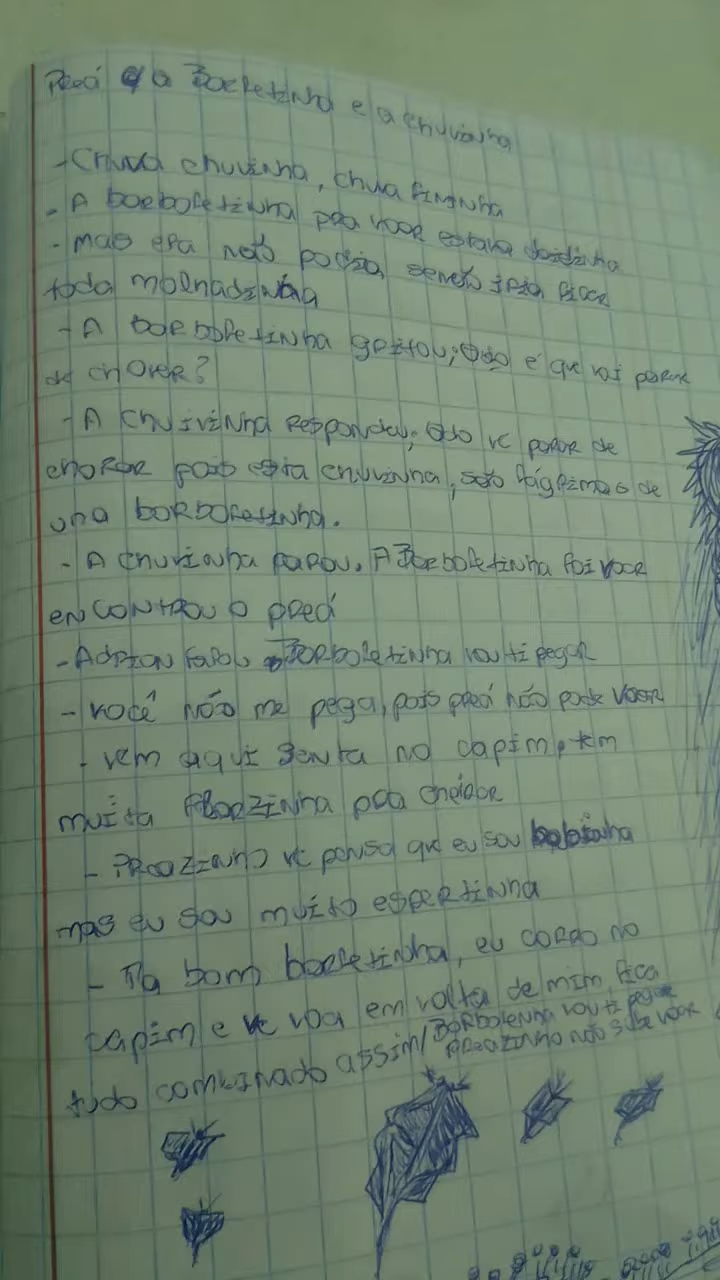 Preá e a Borboletinha e a chuvinha
- Chuva chuvinha, chuva fininha
- A borboletinha pra voar estava doidinha
- mas ela não podia, senão iria ficar
toda molhadinha
- A borboletinha gritou; Qdo é que vai parar
de chover?
- A chuvinha respondeu; Qdo vc parar de
chorar pois esta chuvinha, são lágrimas de
uma borboletinha.
- A chuvinha parou. A Borboletinha foi voar
encontrou o preá
- Adrian falou Borboletinha vou ti pegar
- você não me pega, pois preá não pode voar
- vem aqui senta no capim, tem
muita florzinha pra cheirar
- Preazinho vc pensa que eu sou bobinha
mas eu sou muito espertinha
- Ta bom borboletinha, eu corro no
capim e vc voa em volta de mim, fica
tudo combinado assim/ Borboletinha vou ti pegar
preazinho não sabe voar